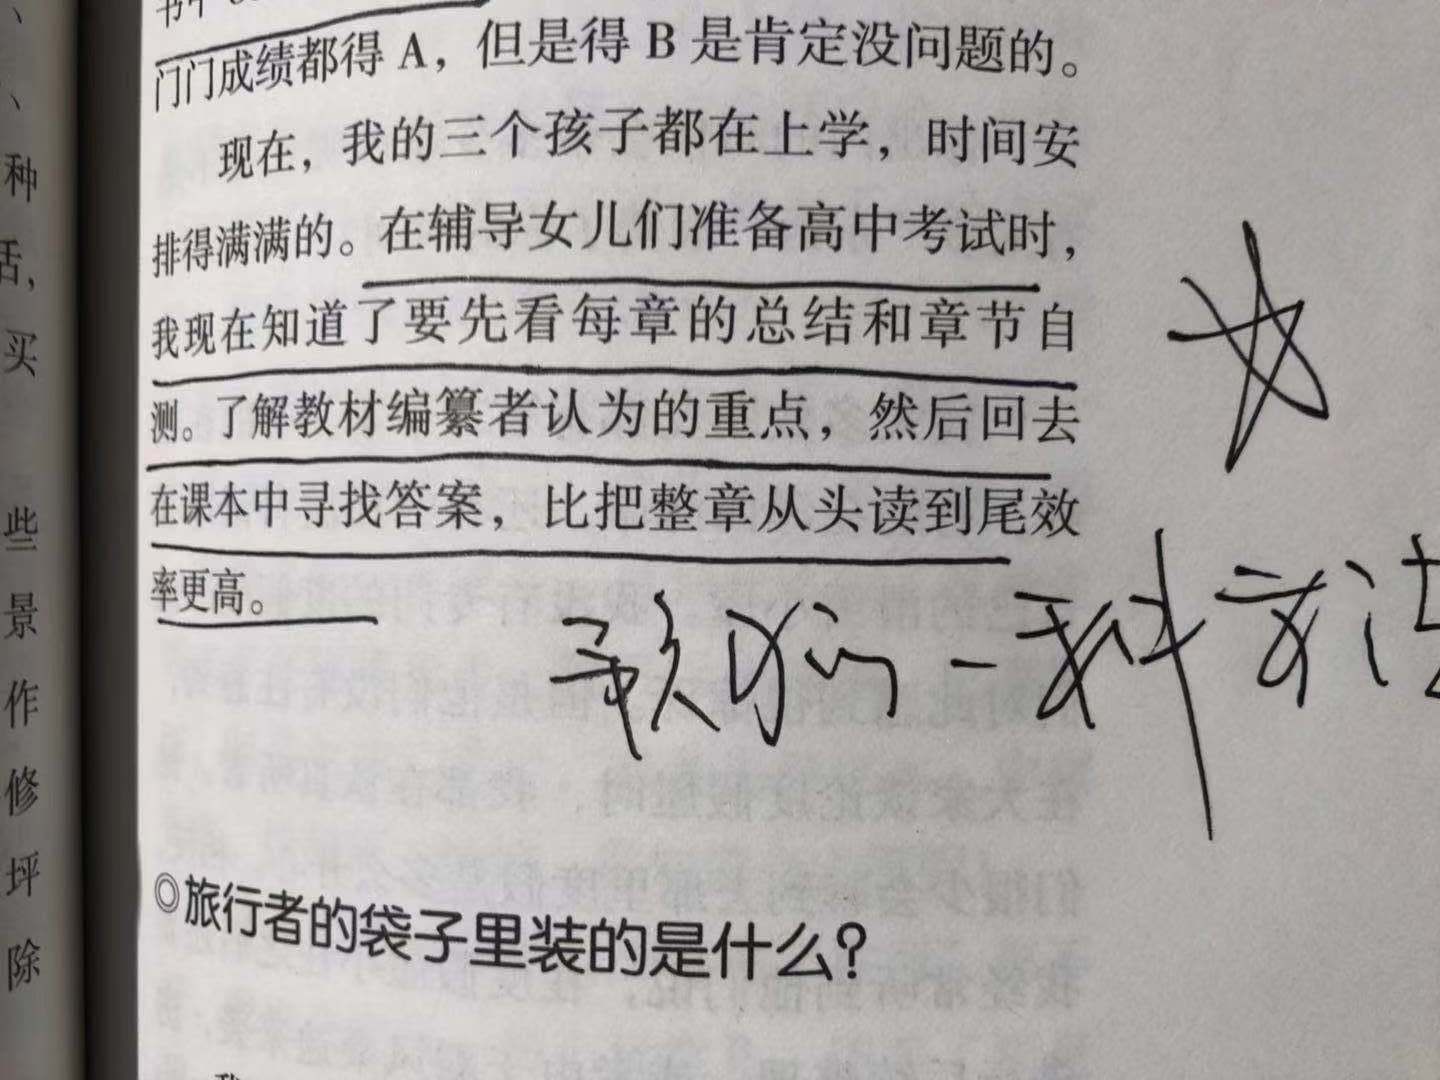 门门成绩都得 A，但是得 B 是肯定没问题的。
现在，我的三个孩子都在上学，时间安
排得满满的。在辅导女儿们准备高中考试时，
我现在知道了要先看每章的总结和章节自
测。了解教材编纂者认为的重点，然后回去
在课本中寻找答案，比把整章从头读到尾效
率更高。
一种方法
◎旅行者的袋子里装的是什么？
种
活，
买
些
景
作
修
坪
除